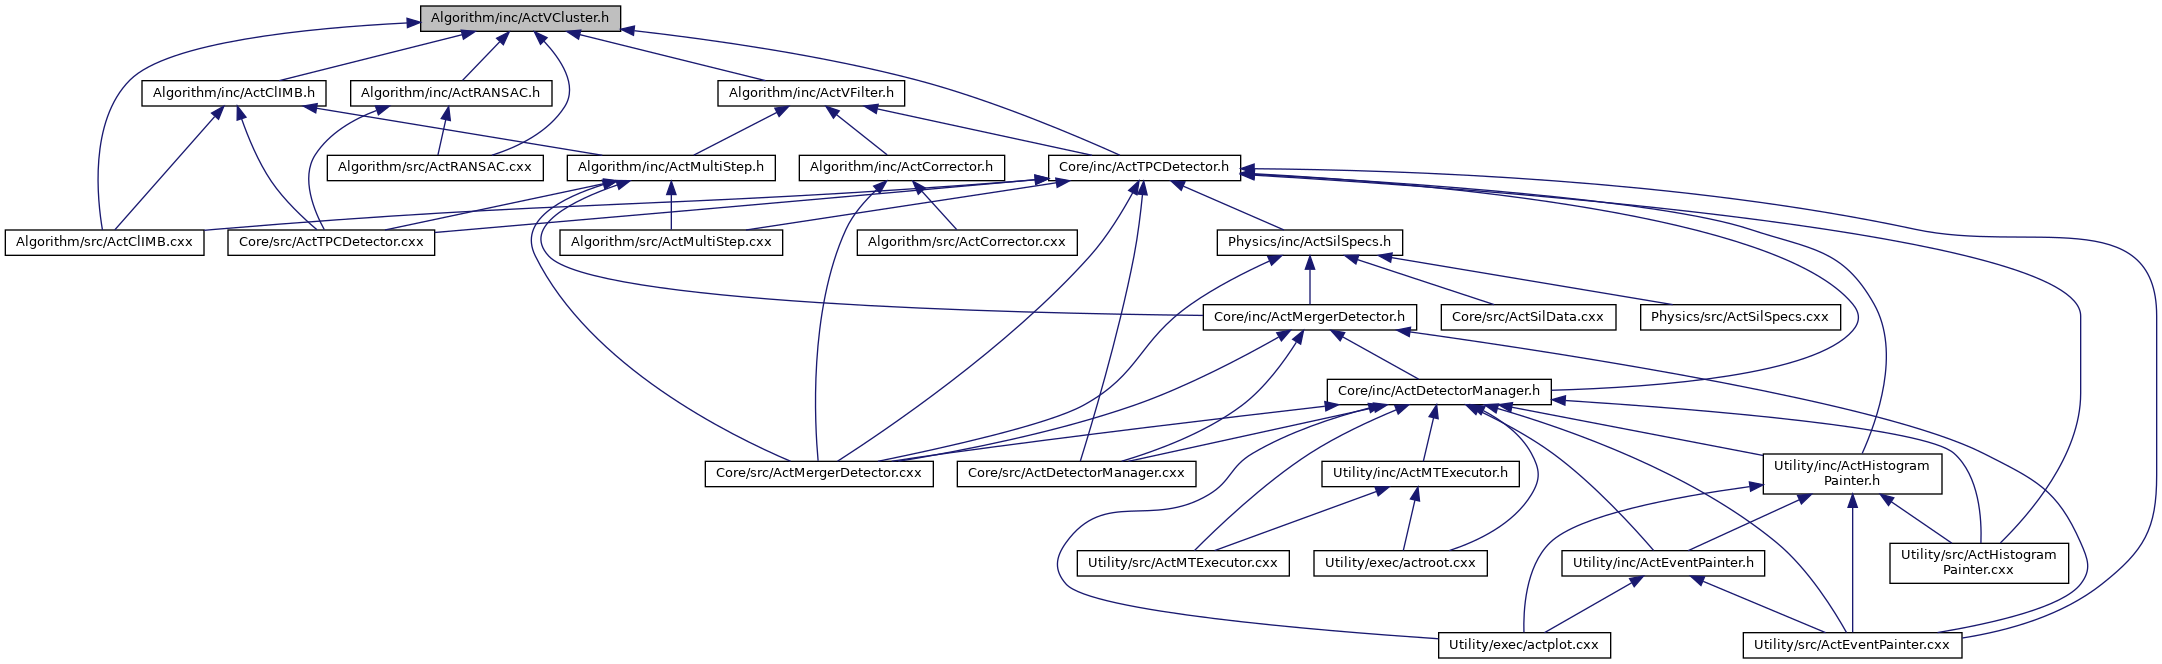 Algorithm/inc/ActVCluster.h
Algorithm/inc/ActClIMB.h
Algorithm/inc/ActRANSAC.h
Algorithm/inc/ActVFilter.h
Algorithm/src/ActRANSAC.cxx
Algorithm/inc/ActMultiStep.h
Algorithm/inc/ActCorrector.h
Core/inc/ActTPCDetector.h
Algorithm/src/ActClIMB.cxx
Core/src/ActTPCDetector.cxx
Algorithm/src/ActMultiStep.cxx
Algorithm/src/ActCorrector.cxx
Physics/inc/ActSilSpecs.h
Core/inc/ActMergerDetector.h
Core/src/ActSilData.cxx
Physics/src/ActSilSpecs.cxx
Core/inc/ActDetectorManager.h
Core/src/ActMergerDetector.cxx
Core/src/ActDetectorManager.cxx
Utility/inc/ActMTExecutor.h
Utility/inc/ActHistogram
Painter.h
Utility/src/ActMTExecutor.cxx
Utility/exec/actroot.cxx
Utility/inc/ActEventPainter.h
Utility/src/ActHistogram
Painter.cxx
Utility/exec/actplot.cxx
Utility/src/ActEventPainter.cxx